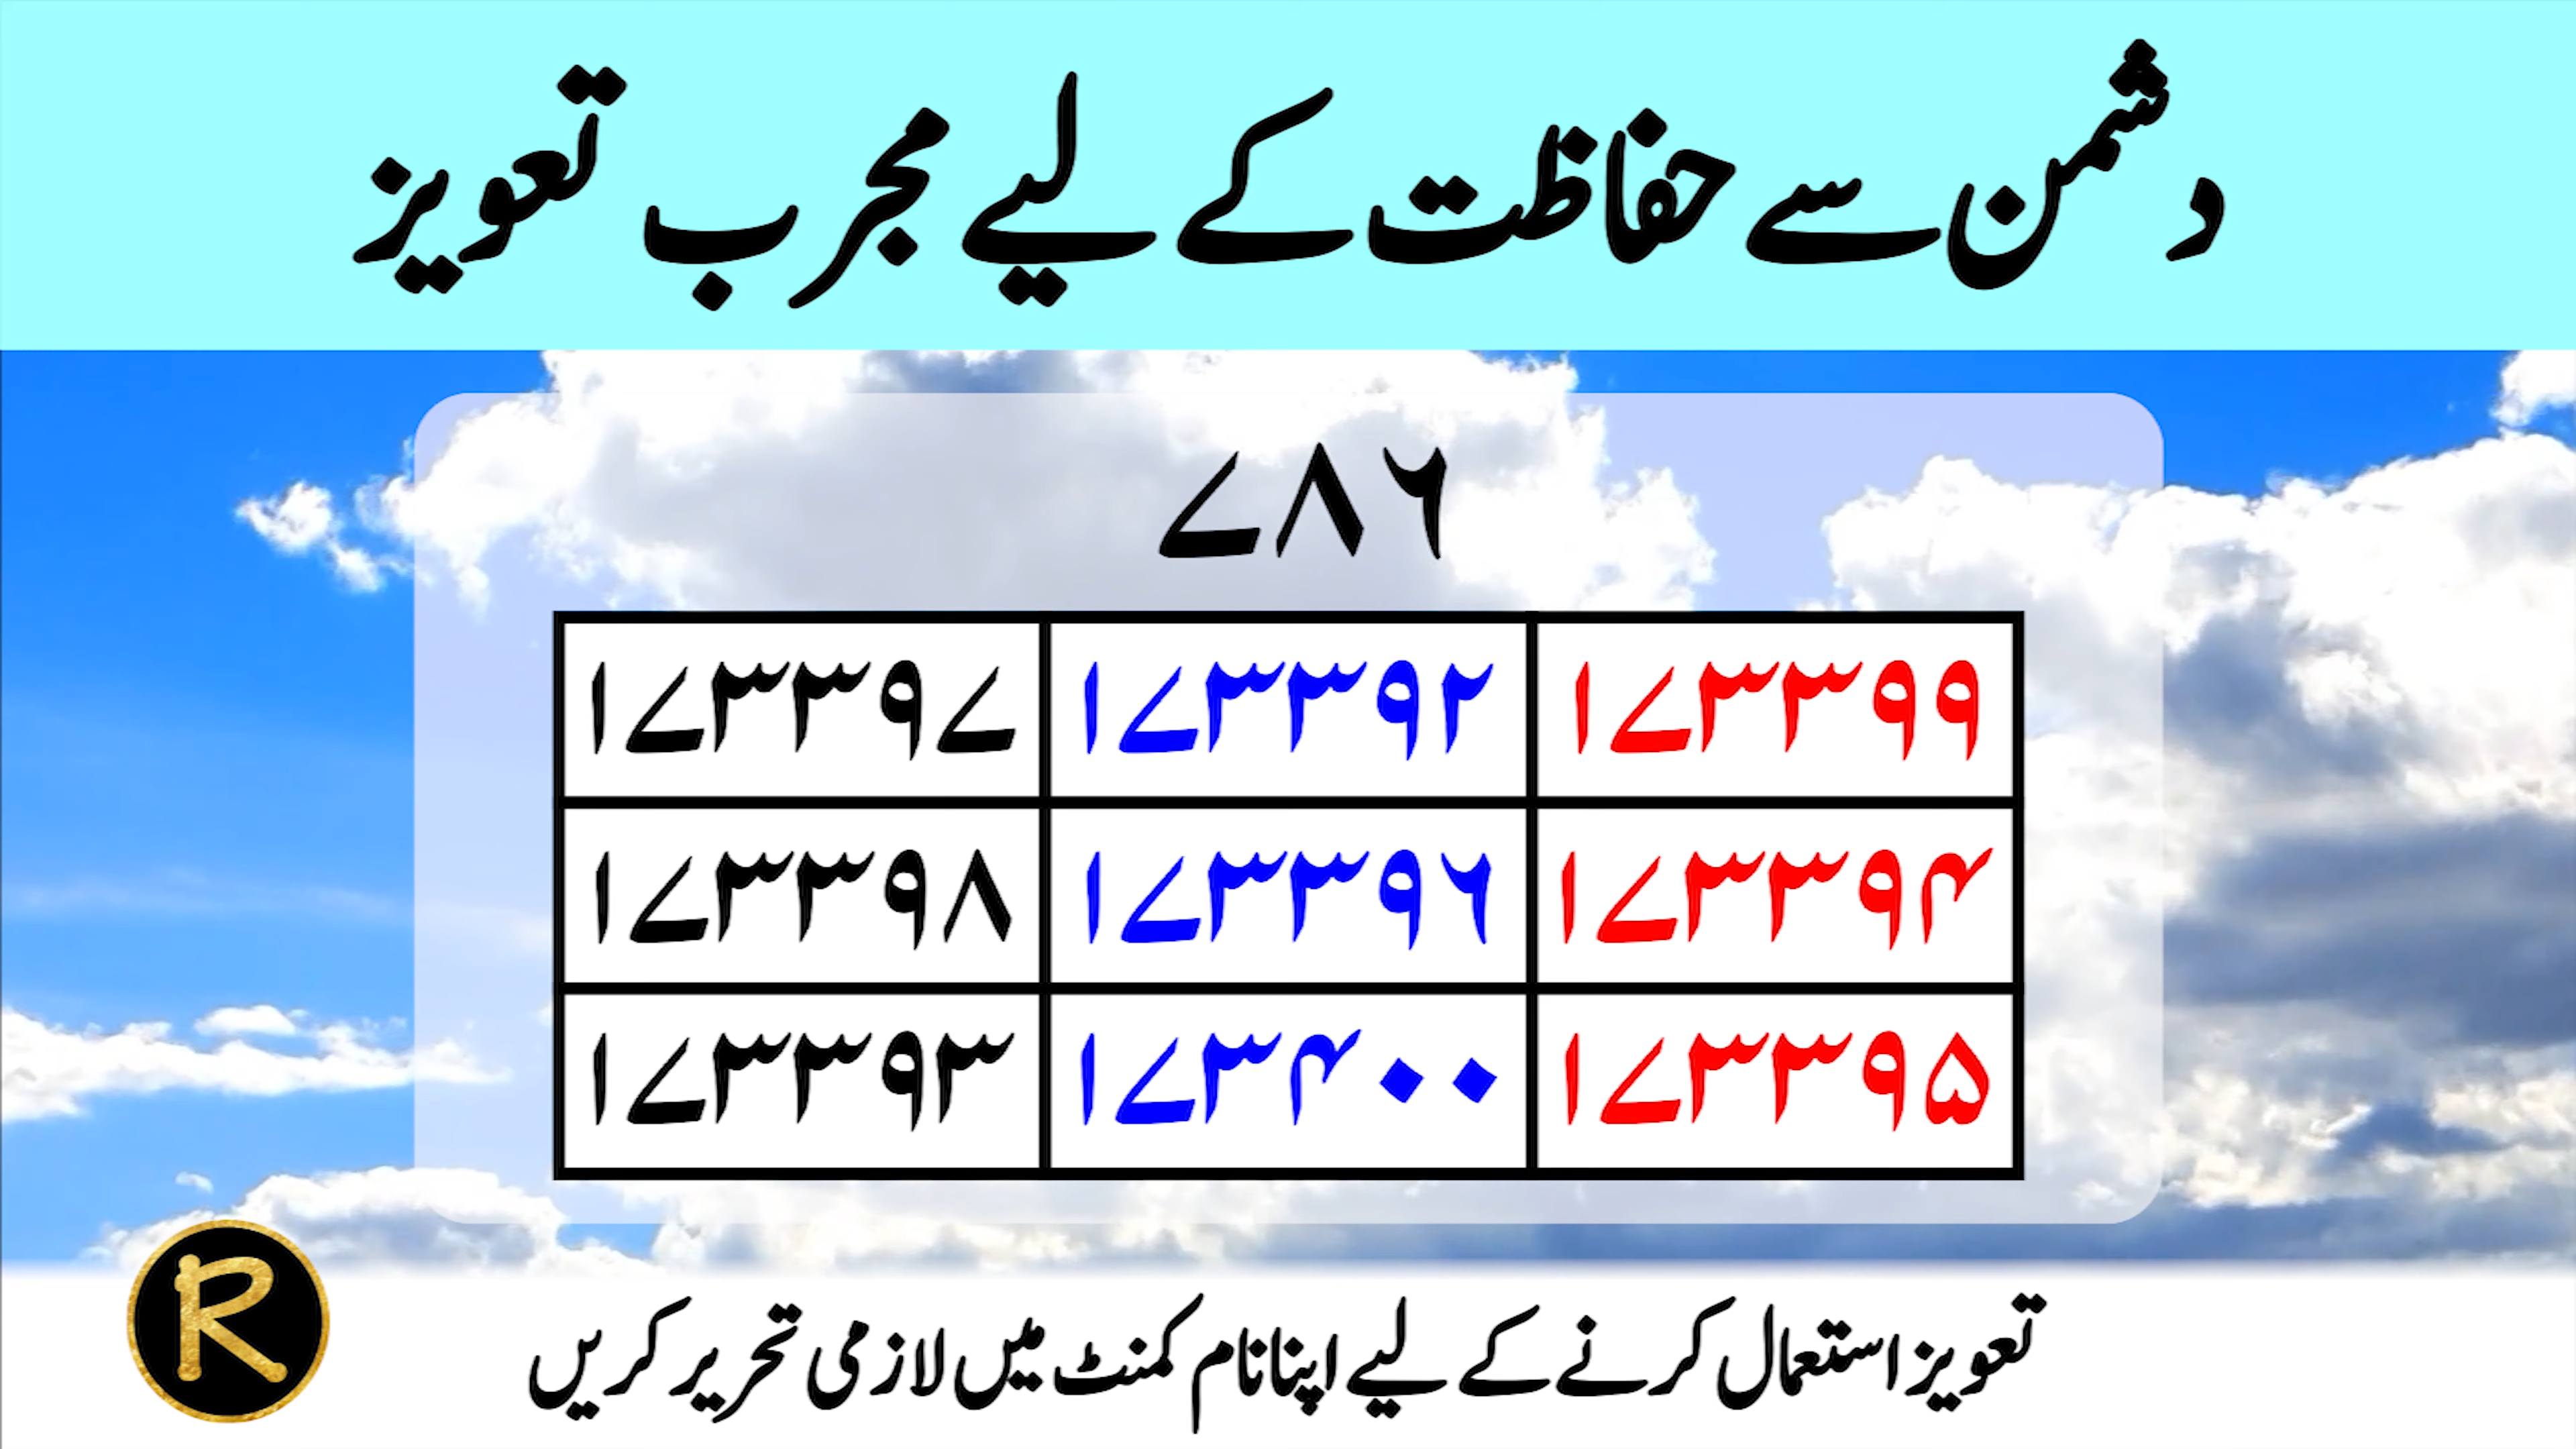 دشمن سے حفاظت کے لیے مجرب تعویز
۷۸۶
۱۷۳۳۹۷ ۱۷۳۳۹۲ ۱۷۳۳۹۹
۱۷۳۳۹۸ ۱۷۳۳۹۶ ۱۷۳۳۹۴
۱۷۳۳۹۳ ۱۷۳۴۰۰ ۱۷۳۳۹۵
R
تعویز استعمال کرنے کے لیے اپنا نام کمنٹ میں لازمی تحریر کریں